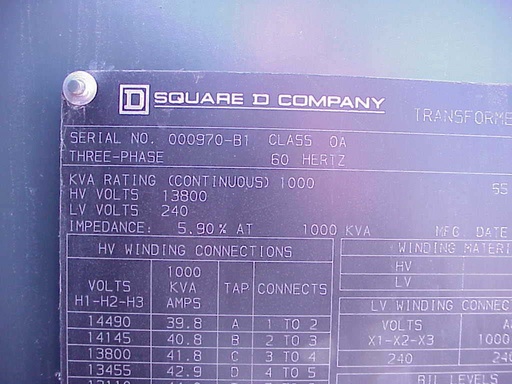 D SQUARE D COMPANY
TRANSFORME
SERIAL NO. 000970-B1 CLASS OA
THREE-PHASE 60 HERTZ
KVA RATING (CONTINUOUS) 1000
55
HV VOLTS 13800
LV VOLTS 240
IMPEDANCE: 5.90 % AT 1000 KVA MFG DATE
HV WINDING CONNECTIONS
VOLTS H1-H2-H3
1000 KVA AMPS
TAP
CONNECTS
14490 39.8 A 1 TO 2
14145 40.8 B 2 TO 3
13800 41.8 C 3 TO 4
13455 42.9 D 4 TO 5
WINDING MATERI
HV
LV
LV WINDING CONNEC
VOLTS
X1-X2-X3 1000
240 240
BIL LEVELS